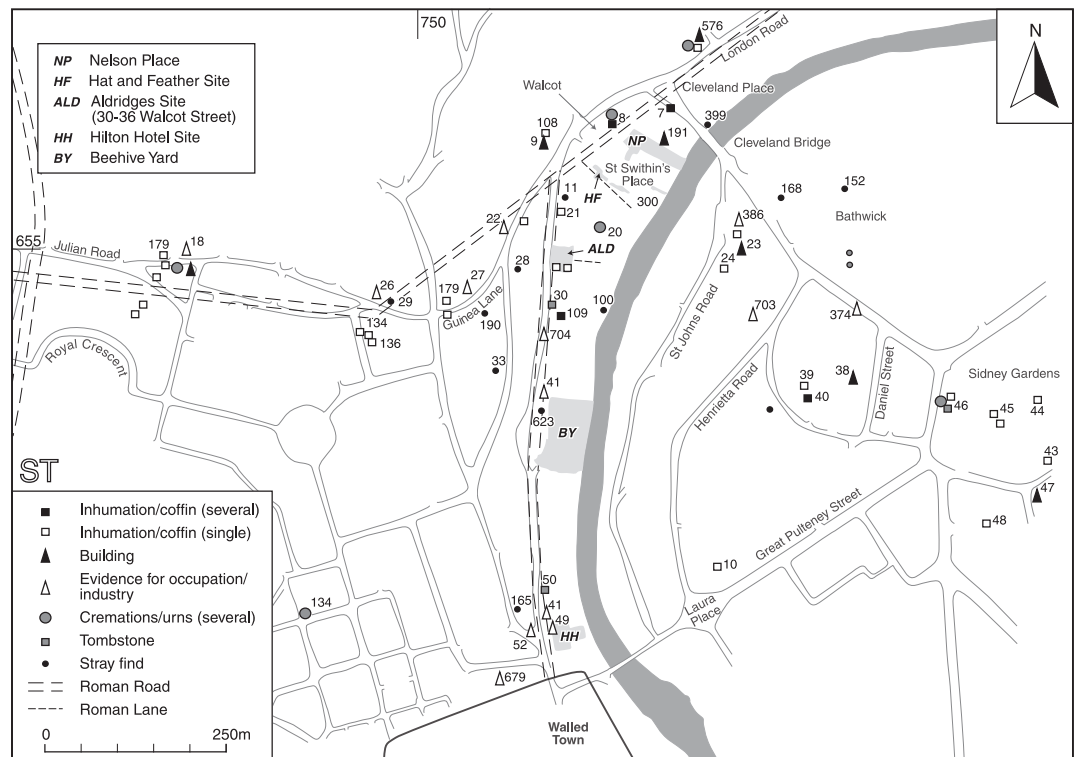 750
NP Nelson Place
HF Hat and Feather Site
ALD Aldridges Site
(30-36 Walcot Street)
HH Hilton Hotel Site
BY Beehive Yard
N
576
London Road
Walcot
Cleveland Place
8
7
399
108
9
NP
191
Cleveland Bridge
St Swithin's
Place
HF
300
11
21
22
20
168
152
386
Bathwick
23
24
655
Julian Road
179
18
ALD
28
26
29
27
179
Guinea Lane
190
30
109
100
St Johns Road
703
374
134
136
704
Royal Crescent
33
41
623
BY
Henrietta Road
39
40
38
Daniel Street
Sidney Gardens
46
45
44
43
47
48
ST
Inhumation/coffin (several)
Inhumation/coffin (single)
Building
Evidence for occupation/
industry
Cremations/urns (several)
Tombstone
Stray find
Roman Road
Roman Lane
0 250m
134
Great Pulteney Street
10
Laura
Place
50
165
41
49
52
HH
679
Walled
Town